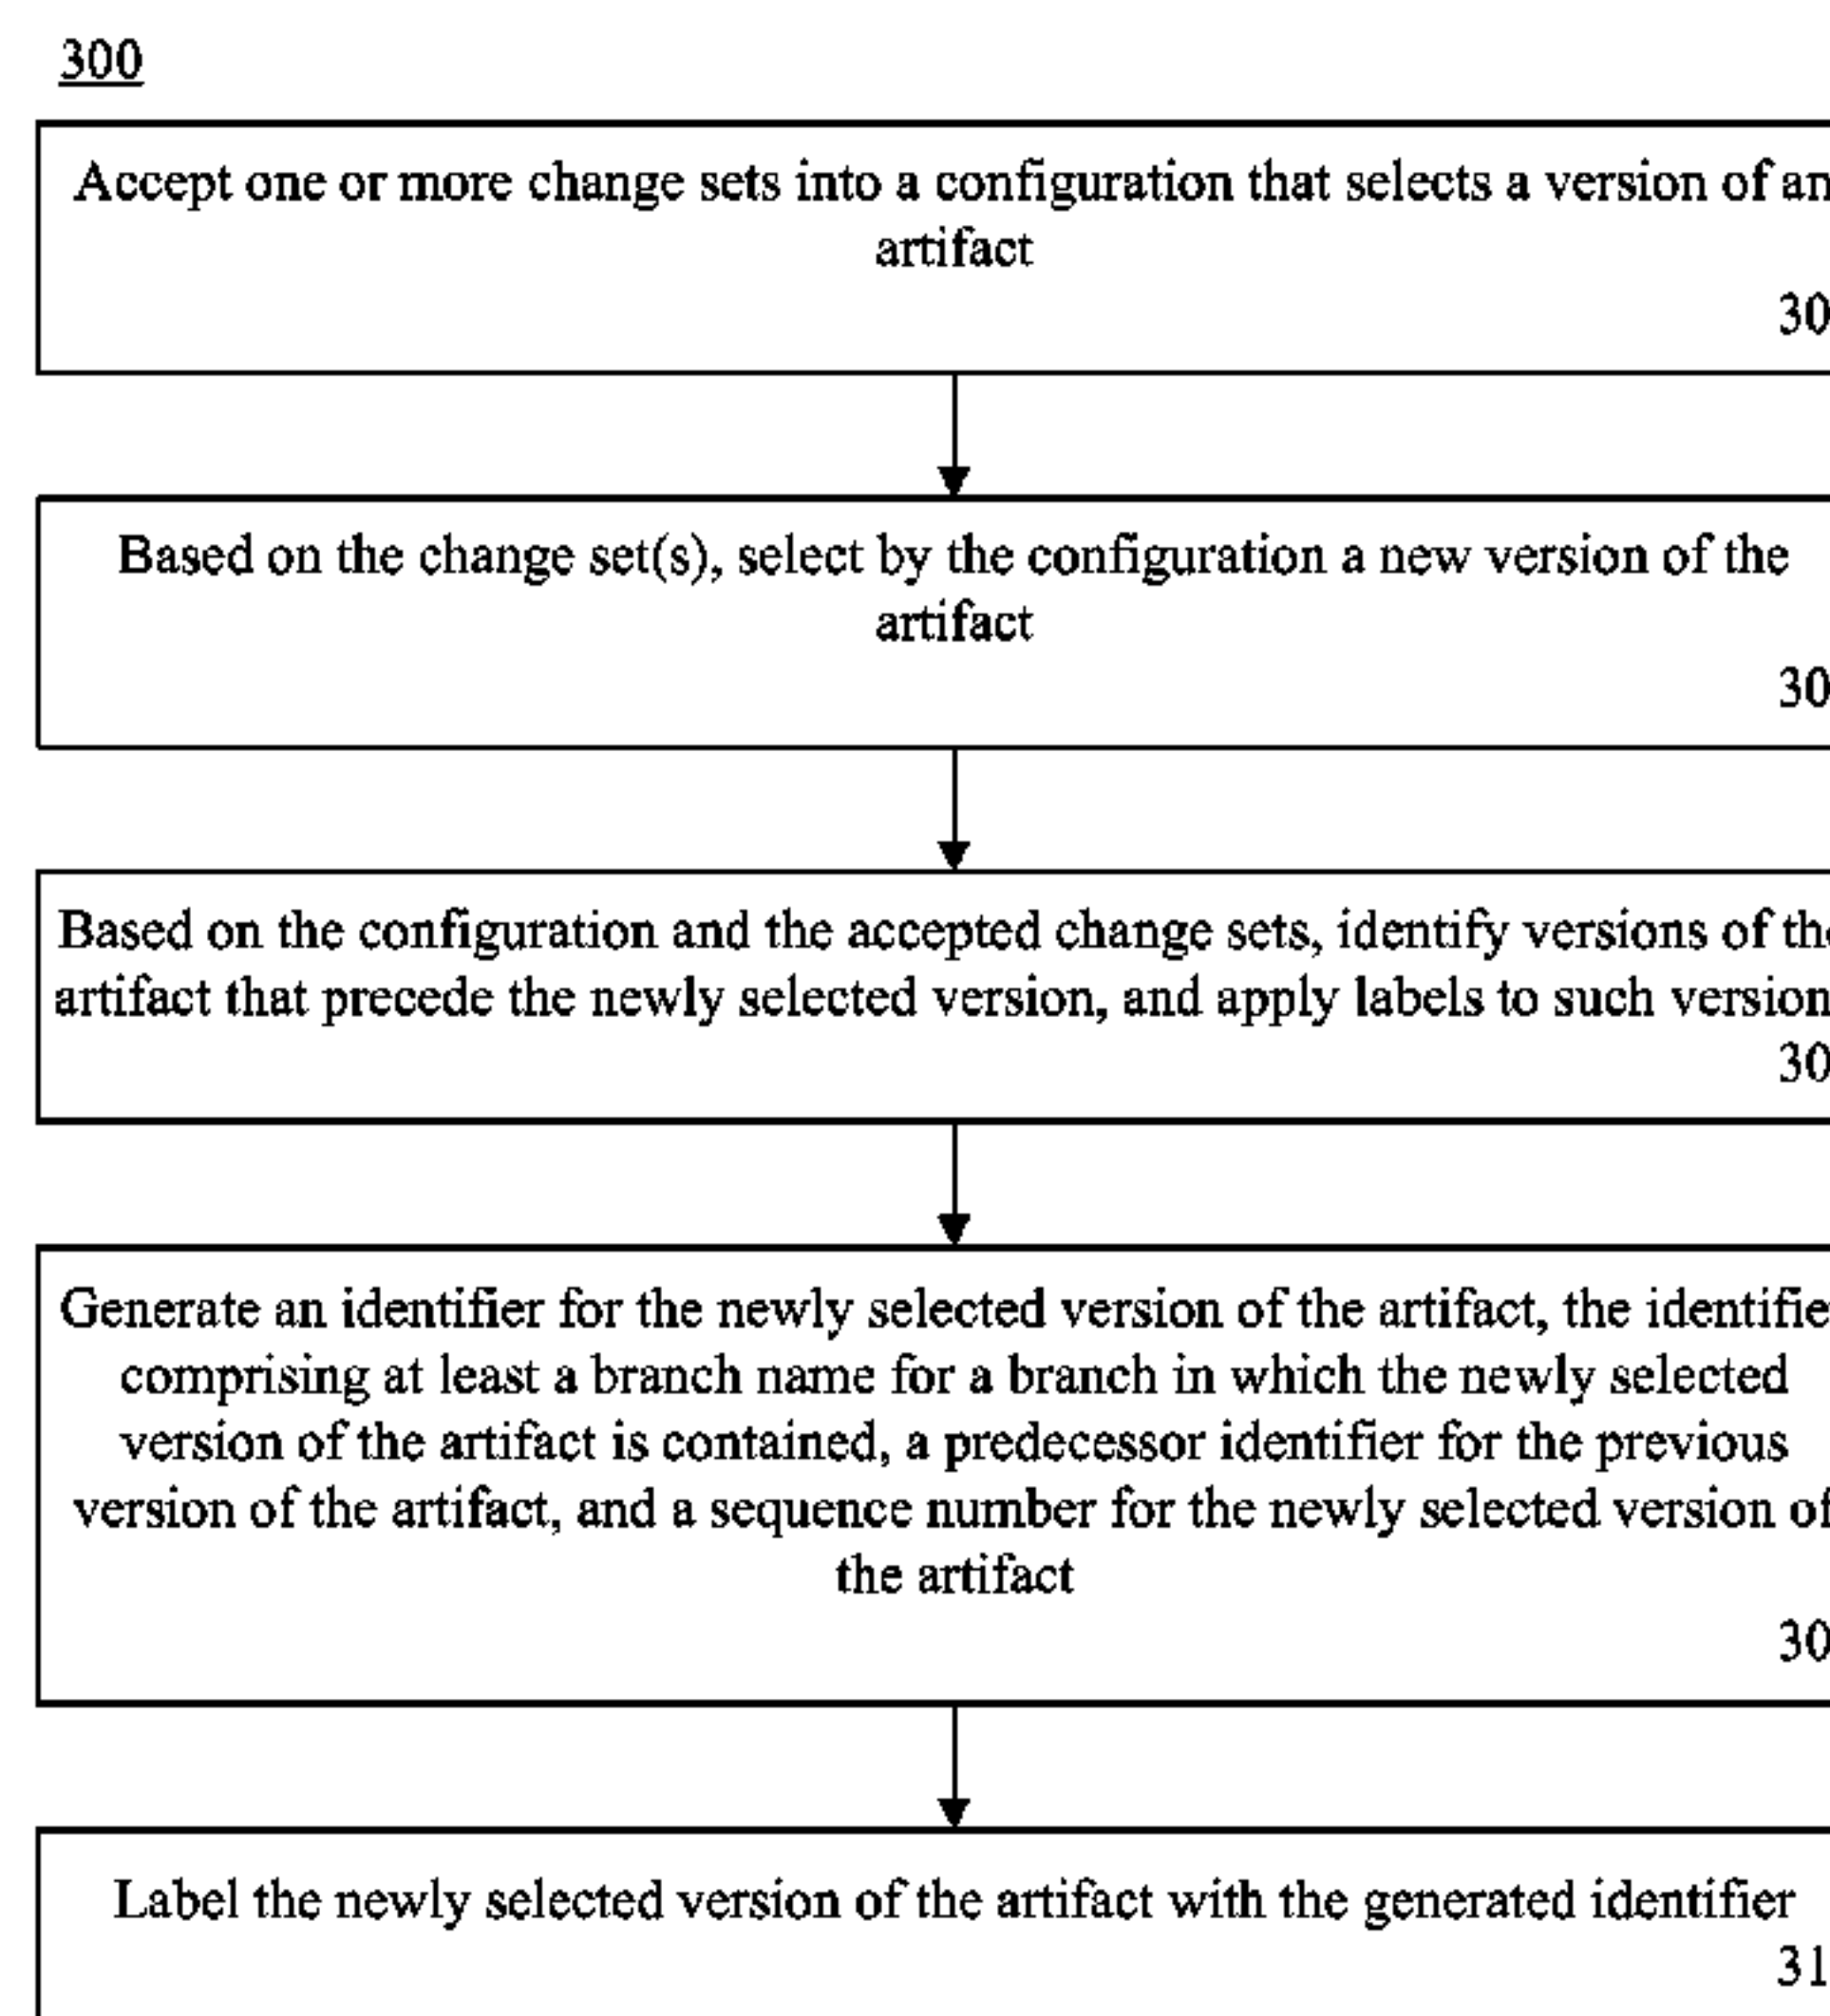 300
Accept one or more change sets into a configuration that selects a version of an
artifact
30
Based on the change set(s), select by the configuration a new version of the
artifact
30
Based on the configuration and the accepted change sets, identify versions of the
artifact that precede the newly selected version, and apply labels to such version
30
Generate an identifier for the newly selected version of the artifact, the identifie
comprising at least a branch name for a branch in which the newly selected
version of the artifact is contained, a predecessor identifier for the previous
version of the artifact, and a sequence number for the newly selected version of
the artifact
30
Label the newly selected version of the artifact with the generated identifier
31